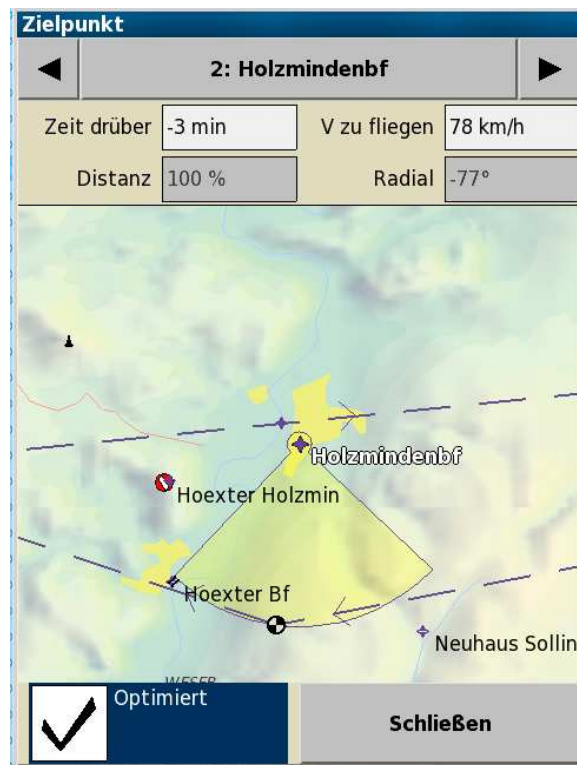 Zielpunkt
2: Holzmindenbf
Zeit drüber -3 min V zu fliegen 78 km/h
Distanz 100 % Radial -77°
Holzmindenbf
Hoexter Holzmin
Hoexter Bf
Neuhaus Sollin
WESER
Optimiert
Schließen